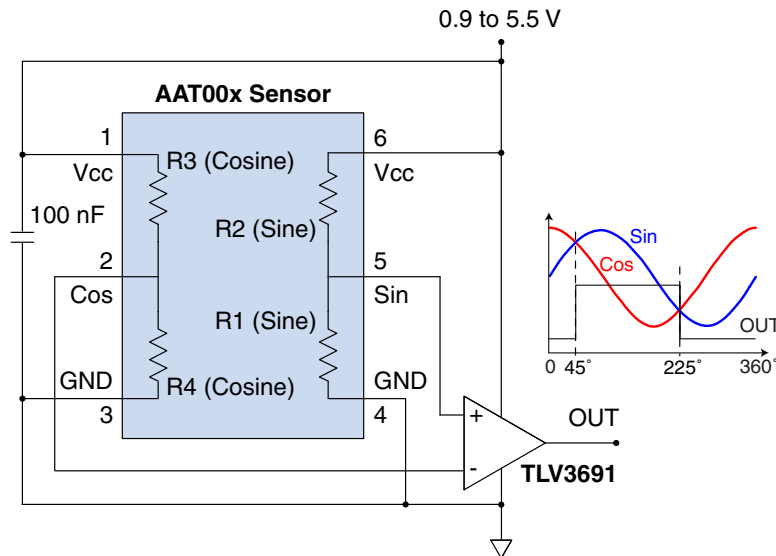 0.9 to 5.5 V
AAT00x Sensor
1
6
R3 (Cosine)
Vcc
Vcc
100 nF
R2 (Sine)
2
5
Cos
Sin
R1 (Sine)
GND
GND
R4 (Cosine)
3
4
+
-
OUT
TLV3691
Sin
Cos
OUT
0 45° 225° 360°